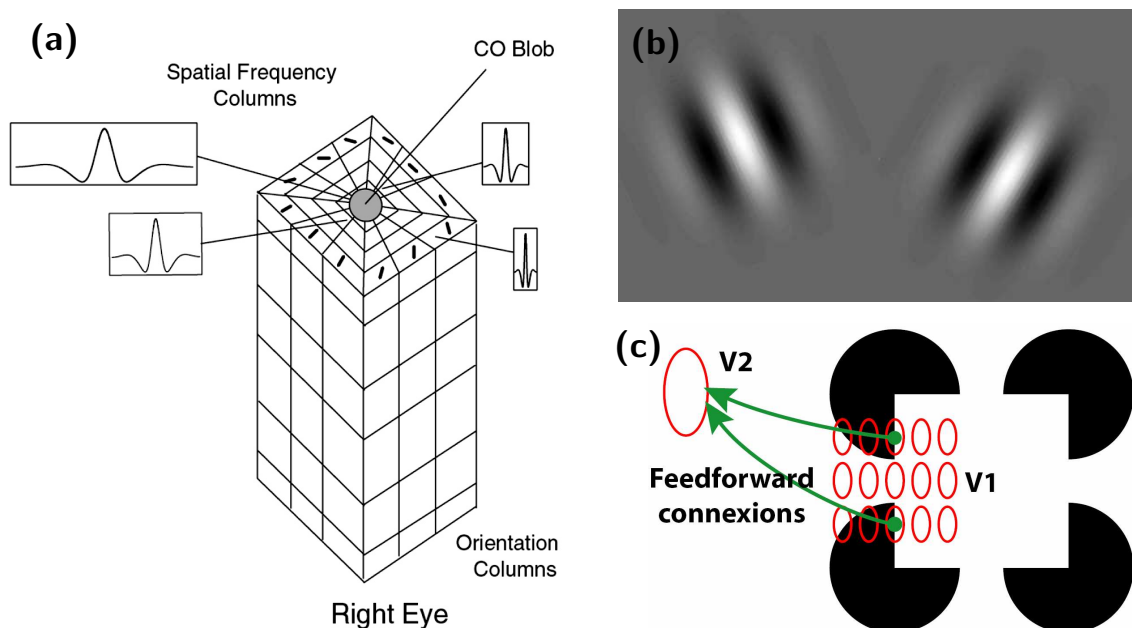 (a)
CO Blob
Spatial Frequency
Columns
Orientation
Columns
Right Eye
(b)
(c)
V2
Feedforward
connexions
V1